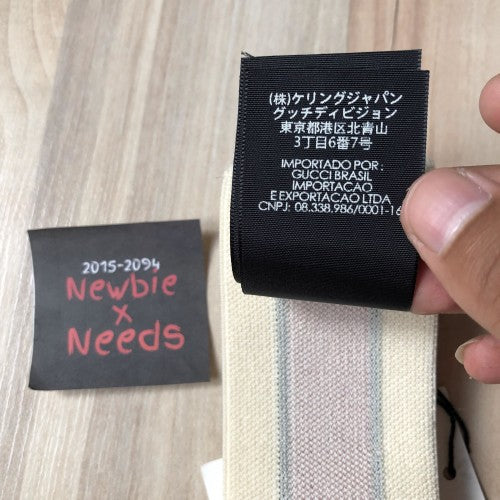 (株)ケリングジャパン
グッチディビジョン
東京都港区北青山
3丁目6番7号
IMPORTADO POR:
GUCCI BRASIL
IMPORTACAO
E EXPORTACAO LTDA
CNPJ: 08.338.986/0001-16
2015-2094
Newbie
x
Needs